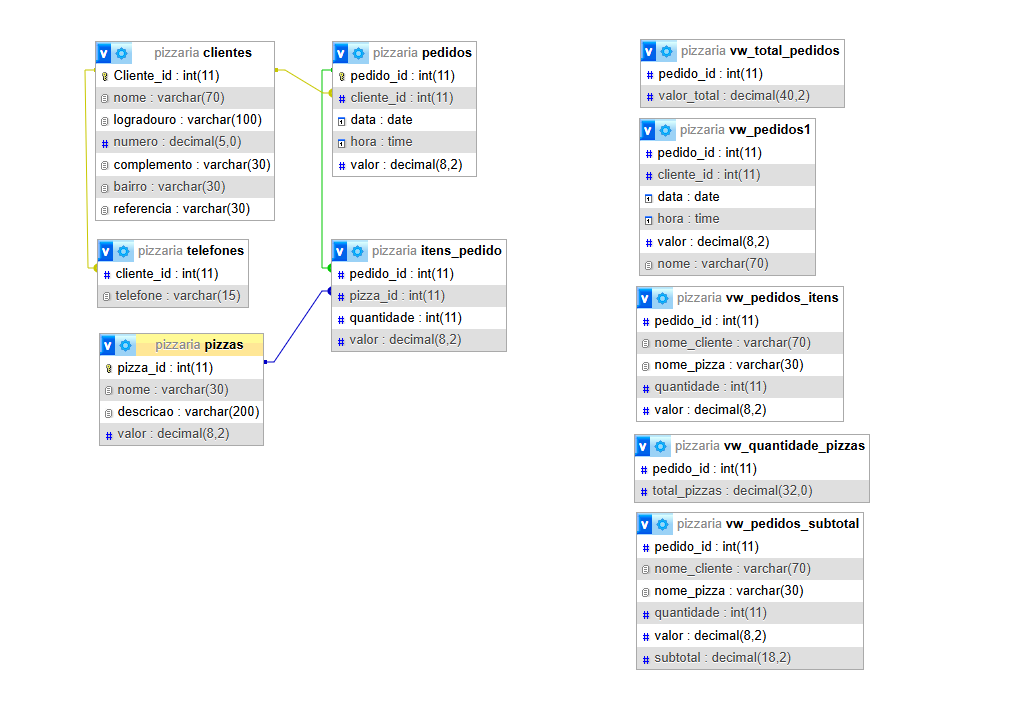 pizzaria clientes
Cliente_id : int(11)
nome : varchar(70)
logradouro : varchar(100)
numero : decimal(5,0)
complemento : varchar(30)
bairro : varchar(30)
referencia : varchar(30)
pizzaria telefones
cliente_id : int(11)
telefone : varchar(15)
pizzaria pizzas
pizza_id : int(11)
nome : varchar(30)
descricao : varchar(200)
valor : decimal(8,2)
pizzaria pedidos
pedido_id : int(11)
cliente_id : int(11)
data : date
hora : time
valor : decimal(8,2)
pizzaria itens_pedido
pedido_id : int(11)
pizza_id : int(11)
quantidade : int(11)
valor : decimal(8,2)
pizzaria vw_total_pedidos
pedido_id : int(11)
valor_total : decimal(40,2)
pizzaria vw_pedidos1
pedido_id : int(11)
cliente_id : int(11)
data : date
hora : time
valor : decimal(8,2)
nome : varchar(70)
pizzaria vw_pedidos_itens
pedido_id : int(11)
nome_cliente : varchar(70)
nome_pizza : varchar(30)
quantidade : int(11)
valor : decimal(8,2)
pizzaria vw_quantidade_pizzas
pedido_id : int(11)
total_pizzas : decimal(32,0)
pizzaria vw_pedidos_subtotal
pedido_id : int(11)
nome_cliente : varchar(70)
nome_pizza : varchar(30)
quantidade : int(11)
valor : decimal(8,2)
subtotal : decimal(18,2)